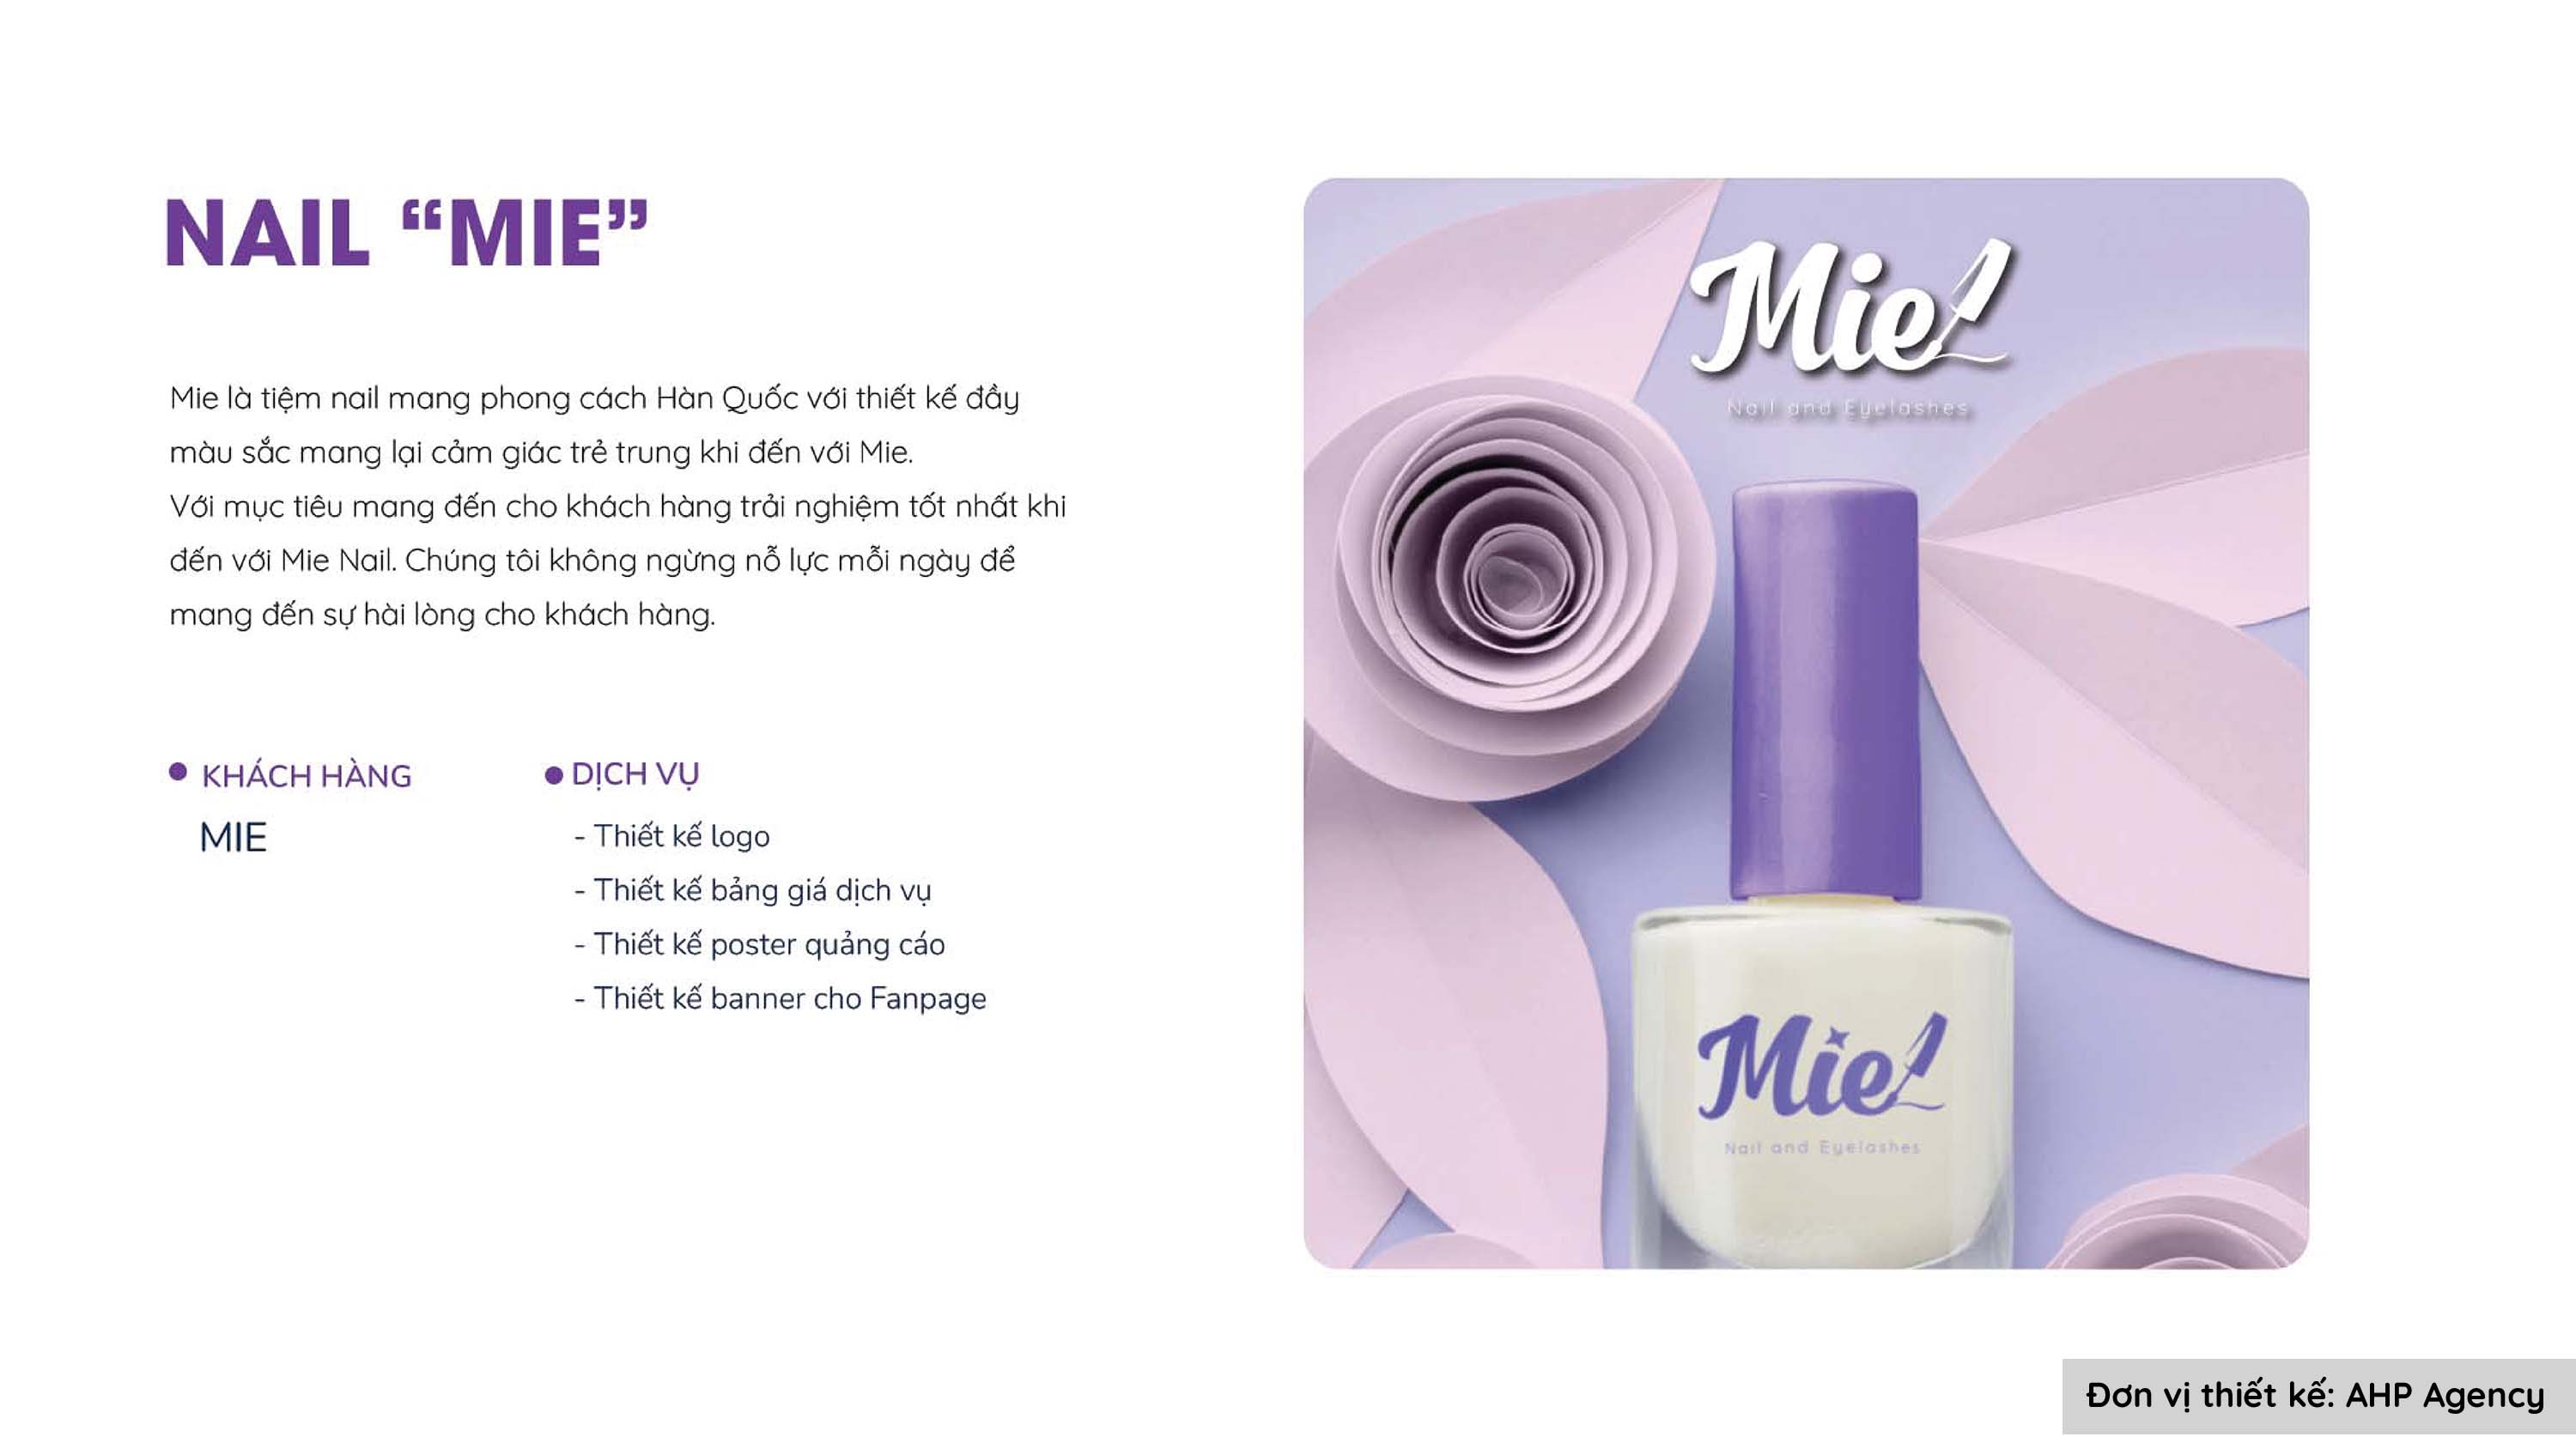 NAIL “MIE”
Mie là tiệm nail mang phong cách Hàn Quốc với thiết kế đầy
màu sắc mang lại cảm giác trẻ trung khi đến với Mie.
Với mục tiêu mang đến cho khách hàng trải nghiệm tốt nhất khi
đến với Mie Nail. Chúng tôi không ngừng nỗ lực mỗi ngày để
mang đến sự hài lòng cho khách hàng.
KHÁCH HÀNG
MIE
DỊCH VỤ
- Thiết kế logo
- Thiết kế bảng giá dịch vụ
- Thiết kế poster quảng cáo
- Thiết kế banner cho Fanpage
Mie
Nail and Eyelashes
Mie
Nail and Eyelashes
Đơn vị thiết kế: AHP Agency